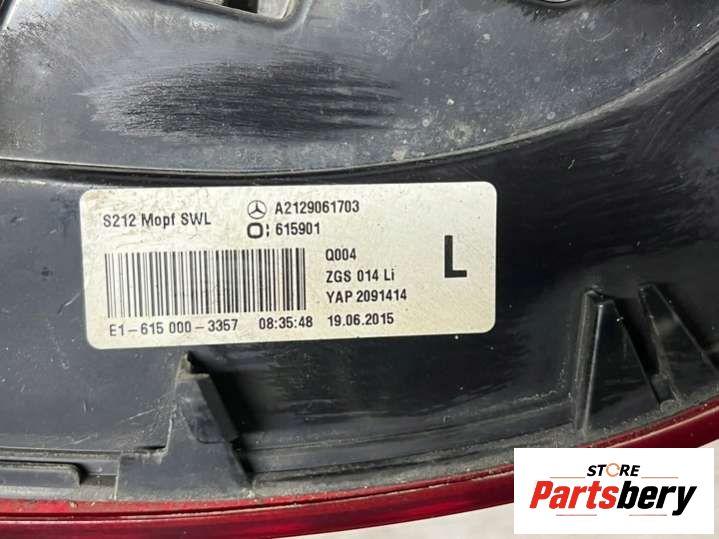 S212 Mopf SWL
A2129061703
O: 615901
Q004
ZGS 014 Li
YAP 2091414
L
E1-615 000-3357 08:35:48 19.06.2015
STORE
Partsbery